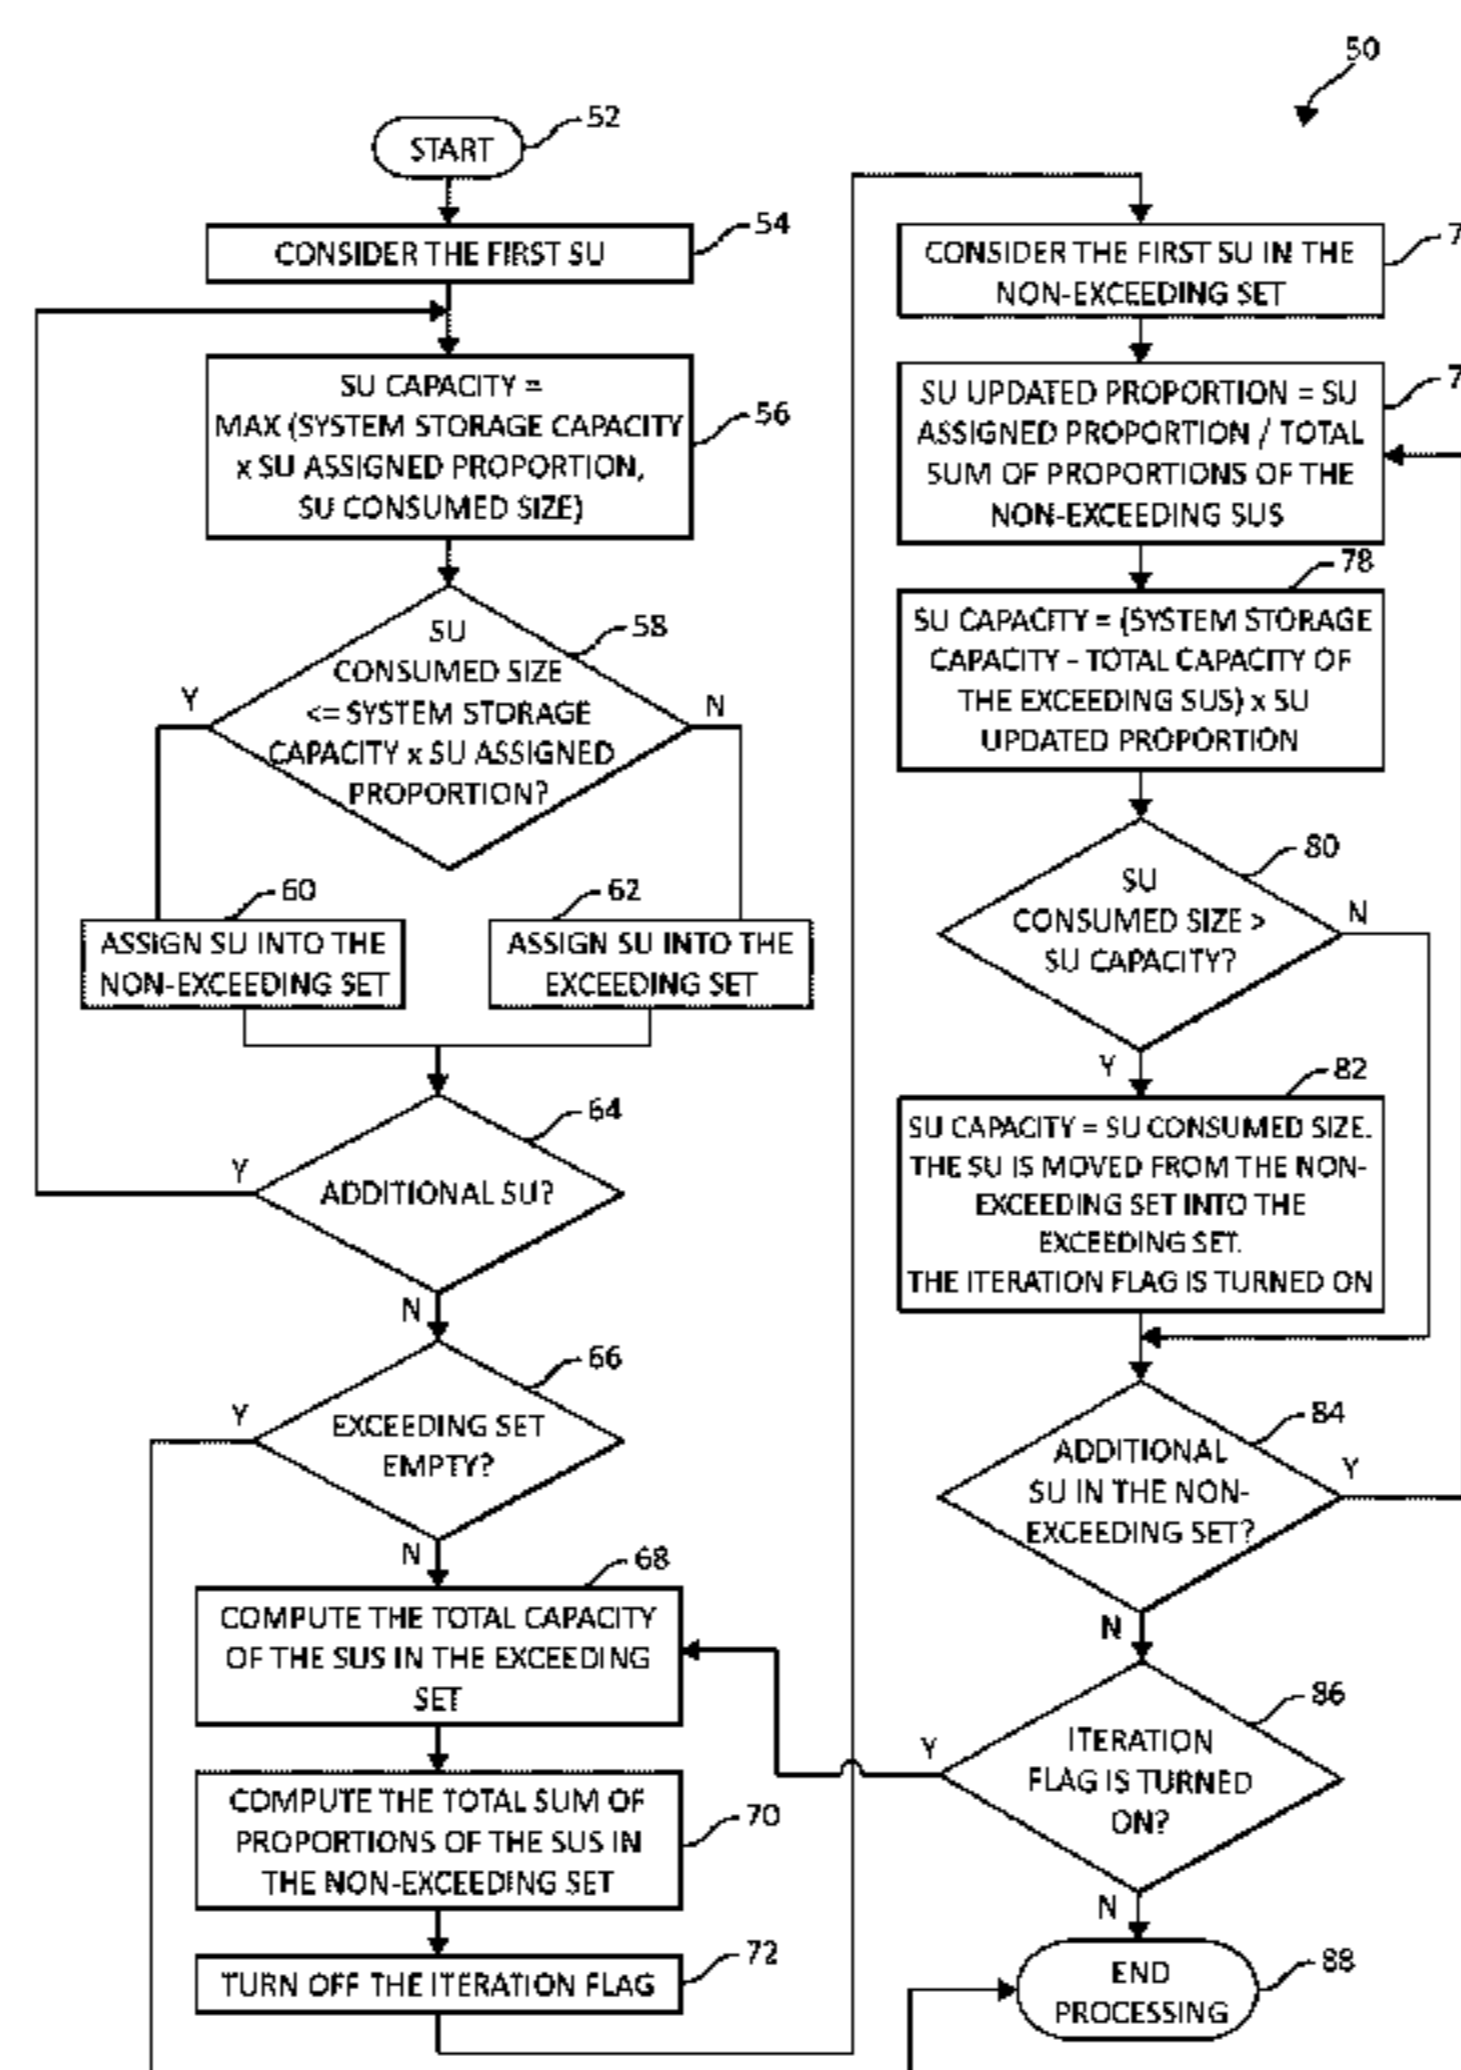 50
52
START
54
CONSIDER THE FIRST SU
SU CAPACITY =
MAX (SYSTEM STORAGE CAPACITY
x SU ASSIGNED PROPORTION,
SU CONSUMED SIZE)
56
58
SU
CONSUMED SIZE
<= SYSTEM STORAGE
CAPACITY x SU ASSIGNED
PROPORTION?
Y
N
60
62
ASSIGN SU INTO THE
NON-EXCEEDING SET
ASSIGN SU INTO THE
EXCEEDING SET
64
Y
ADDITIONAL SU?
N
66
Y
EXCEEDING SET
EMPTY?
N
68
COMPUTE THE TOTAL CAPACITY
OF THE SUS IN THE EXCEEDING
SET
COMPUTE THE TOTAL SUM OF
PROPORTIONS OF THE SUS IN
THE NON-EXCEEDING SET
70
72
TURN OFF THE ITERATION FLAG
7
CONSIDER THE FIRST SU IN THE
NON-EXCEEDING SET
7
SU UPDATED PROPORTION = SU
ASSIGNED PROPORTION / TOTAL
SUM OF PROPORTIONS OF THE
NON-EXCEEDING SUS
78
SU CAPACITY = (SYSTEM STORAGE
CAPACITY - TOTAL CAPACITY OF
THE EXCEEDING SUS) x SU
UPDATED PROPORTION
80
SU
CONSUMED SIZE >
SU CAPACITY?
N
Y
82
SU CAPACITY = SU CONSUMED SIZE.
THE SU IS MOVED FROM THE NON-
EXCEEDING SET INTO THE
EXCEEDING SET.
THE ITERATION FLAG IS TURNED ON
84
ADDITIONAL
SU IN THE NON-
EXCEEDING SET?
Y
N
86
Y
ITERATION
FLAG IS TURNED
ON?
N
END
PROCESSING
88